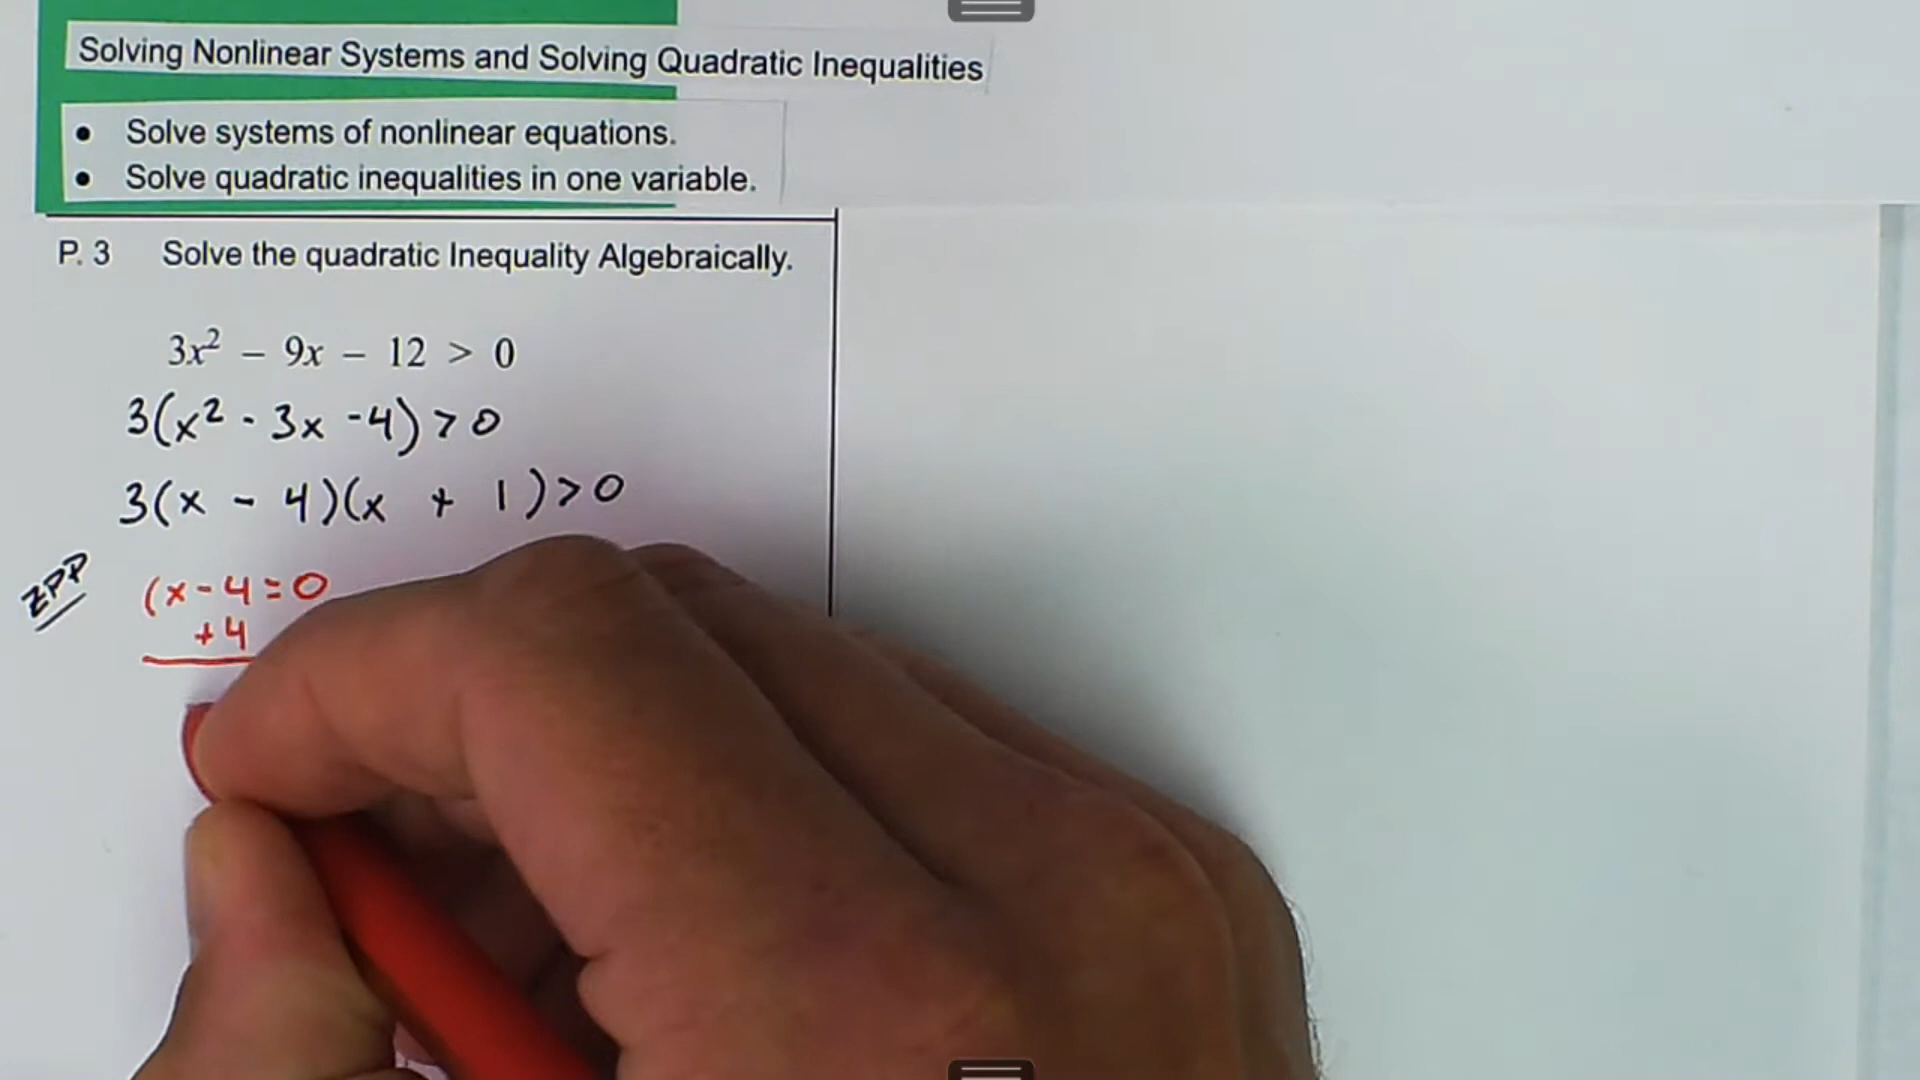 Solving Nonlinear Systems and Solving Quadratic Inequalities
• Solve systems of nonlinear equations.
• Solve quadratic inequalities in one variable.
P. 3 Solve the quadratic Inequality Algebraically.
3x² – 9x – 12 > 0
3(x² - 3x -4) > 0
3(x - 4)(x + 1) > 0
ZPP
(x - 4 = 0
+4